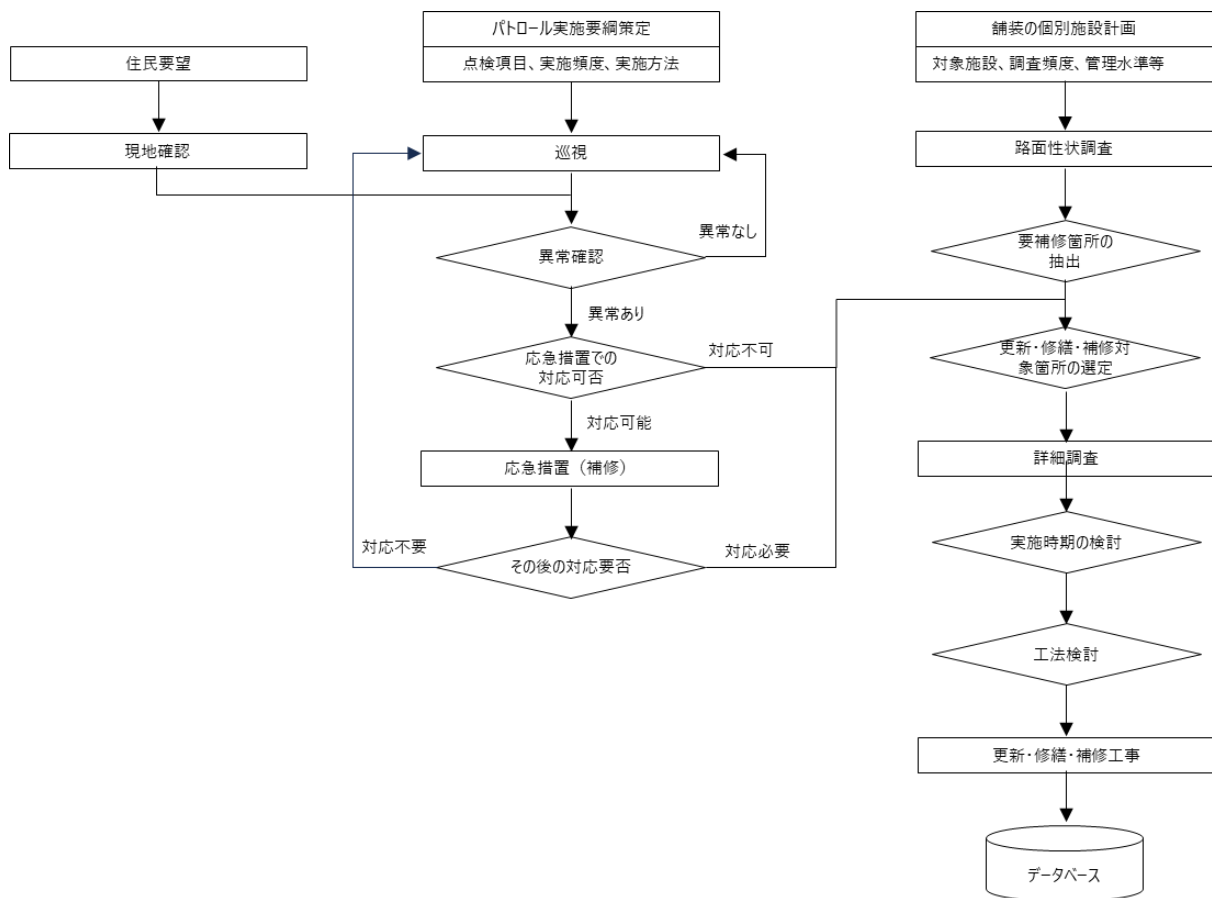 住民要望
現地確認
パトロール実施要綱策定
点検項目、実施頻度、実施方法
巡視
異常なし
異常確認
異常あり
応急措置での
対応可否
対応不可
対応可能
応急措置（補修）
対応不要
その後の対応要否
対応必要
舗装の個別施設計画
対象施設、調査頻度、管理水準等
路面性状調査
要補修箇所の
抽出
更新・修繕・補修対
象箇所の選定
詳細調査
実施時期の検討
工法検討
更新・修繕・補修工事
データベース